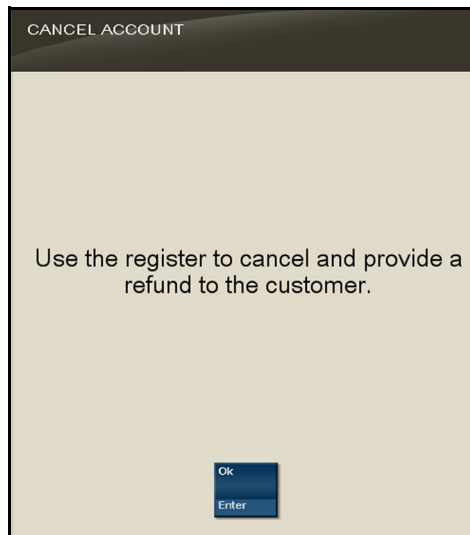 CANCEL ACCOUNT
Use the register to cancel and provide a
refund to the customer.
Ok
Enter